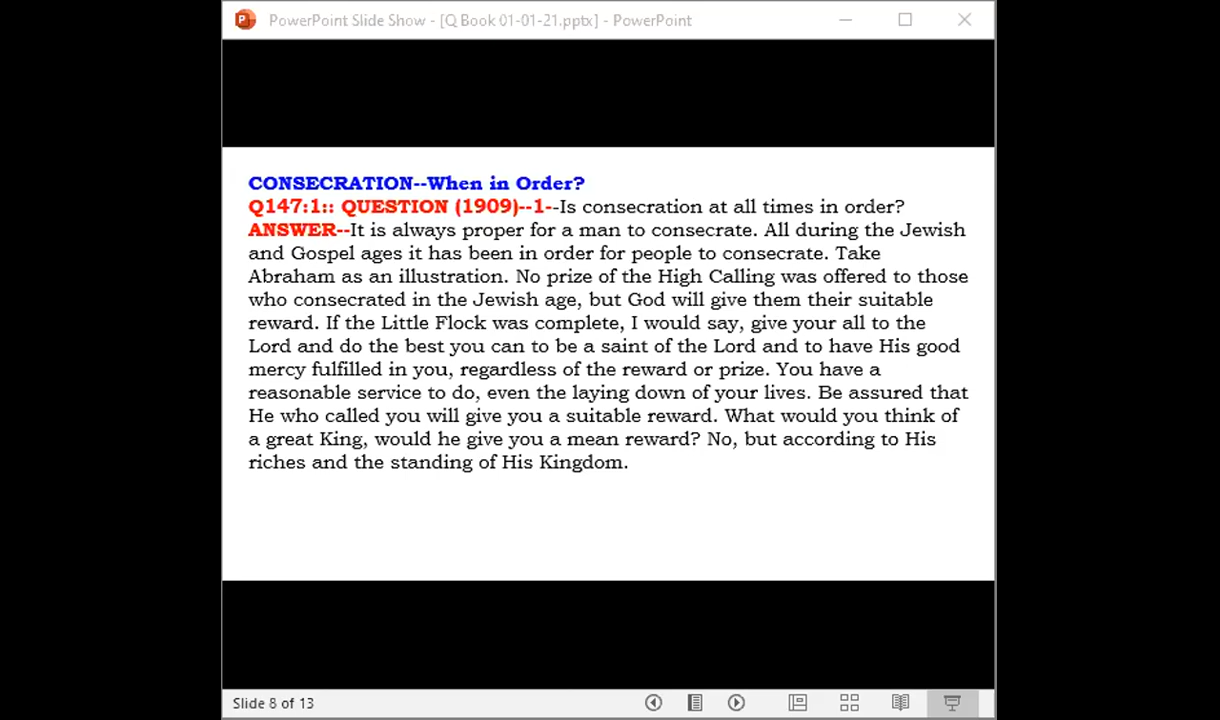 PowerPoint Slide Show - [Q Book 01-01-21.pptx] - PowerPoint
CONSECRATION--When in Order?
Q147:1:: QUESTION (1909)--1--Is consecration at all times in order?
ANSWER--It is always proper for a man to consecrate. All during the Jewish
and Gospel ages it has been in order for people to consecrate. Take
Abraham as an illustration. No prize of the High Calling was offered to those
who consecrated in the Jewish age, but God will give them their suitable
reward. If the Little Flock was complete, I would say, give your all to the
Lord and do the best you can to be a saint of the Lord and to have His good
mercy fulfilled in you, regardless of the reward or prize. You have a
reasonable service to do, even the laying down of your lives. Be assured that
He who called you will give you a suitable reward. What would you think of
a great King, would he give you a mean reward? No, but according to His
riches and the standing of His Kingdom.
Slide 8 of 13